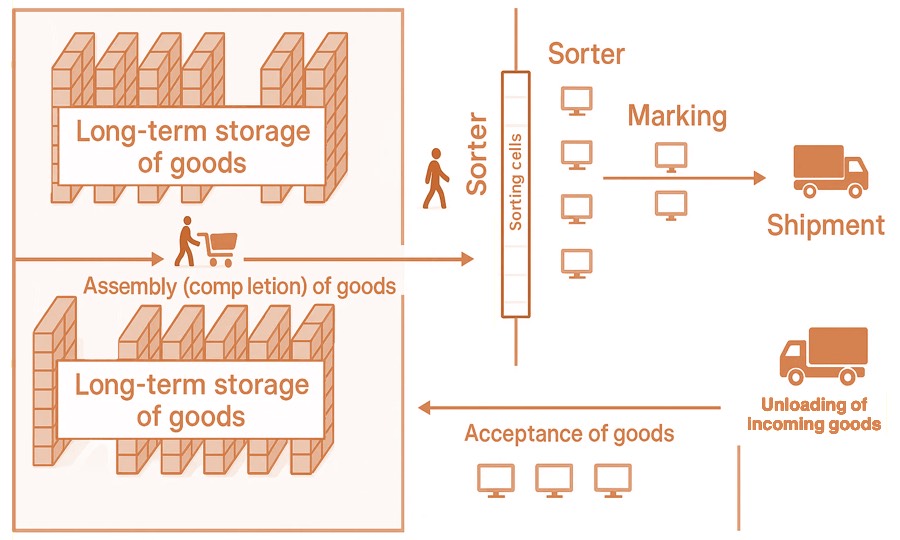 Long-term storage
of goods
Assembly (comp letion) of goods
Long-term storage
of goods
Sorter
Sorting cells
Sorter
Marking
Shipment
Unloading of
incoming goods
Acceptance of goods